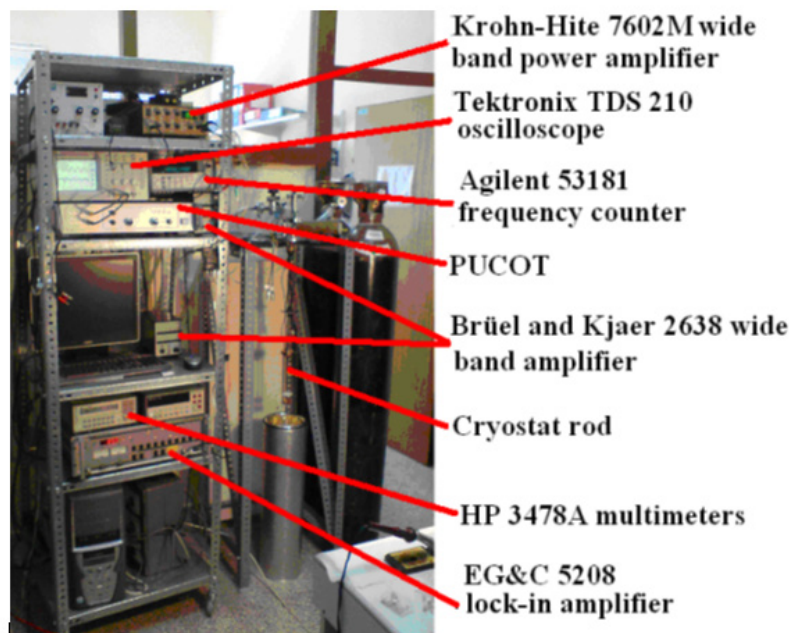 Krohn-Hite 7602M wide
band power amplifier
Tektronix TDS 210
oscilloscope
Agilent 53181
frequency counter
PUCOT
Brüel and Kjaer 2638 wide
band amplifier
Cryostat rod
HP 3478A multimeters
EG&C 5208
lock-in amplifier